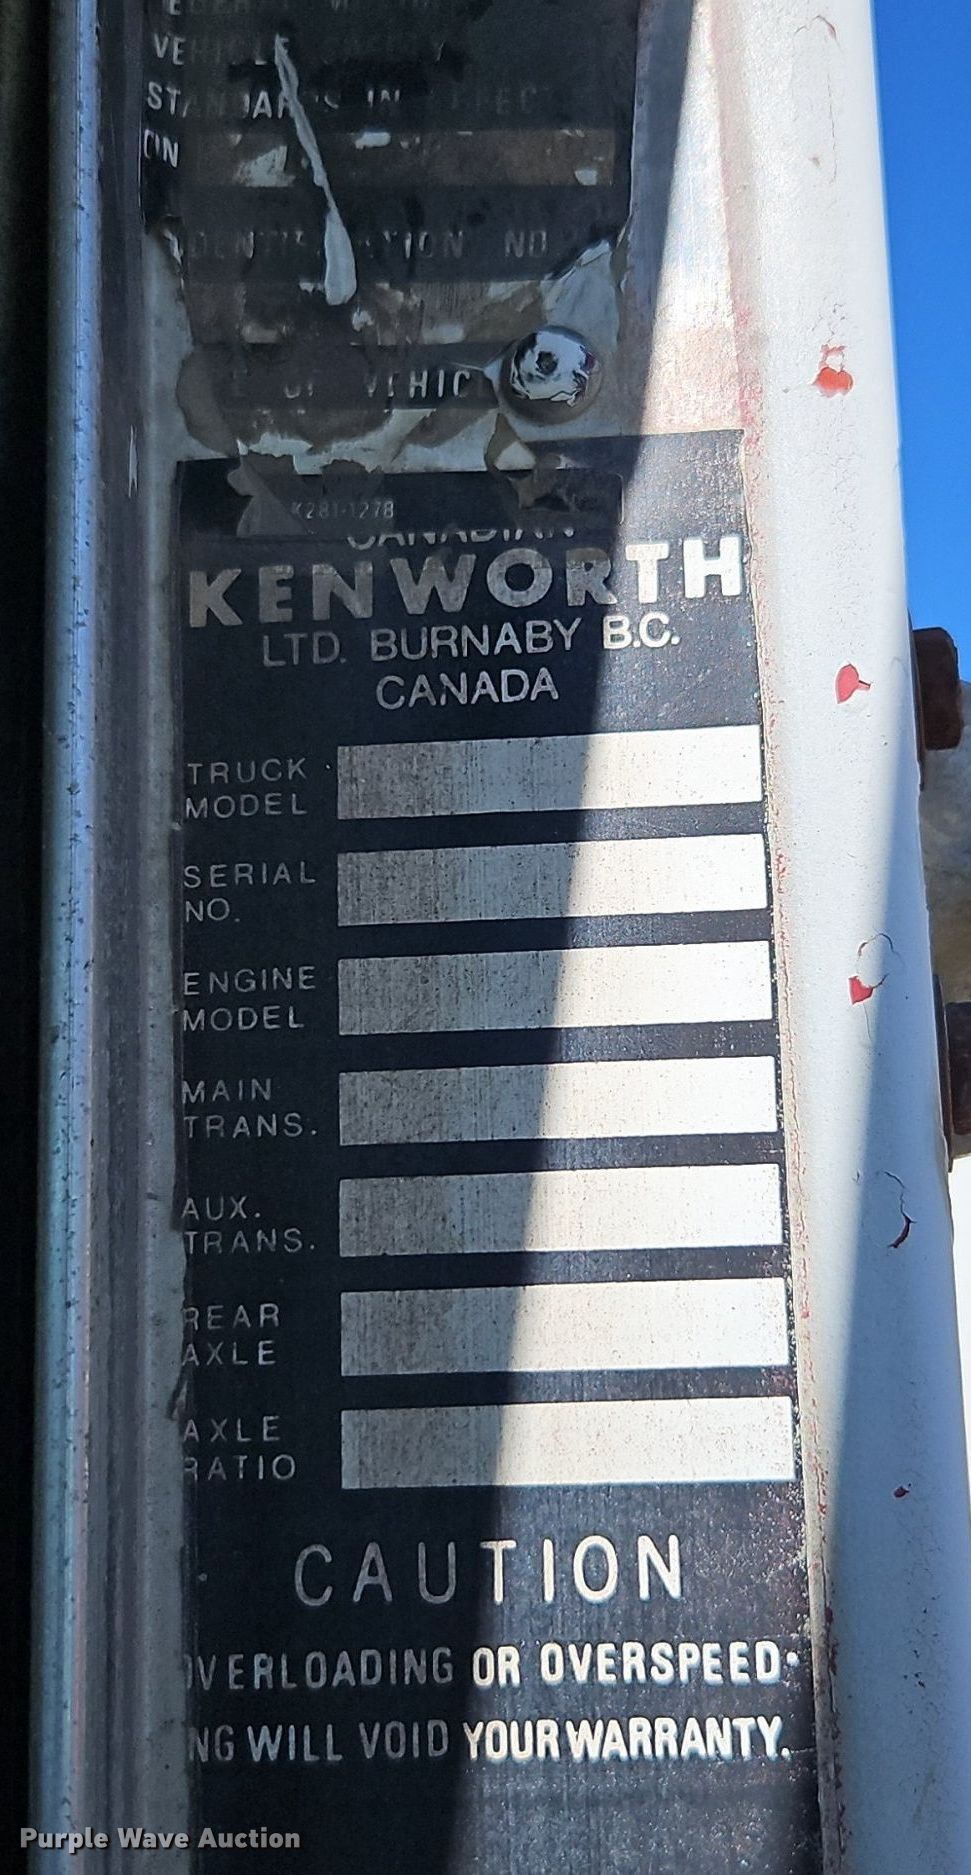 VEHICLE
STANDARDS IN EFFECT
ON
IDENTIFICATION NO
OF VEHIC
K281-1278
CANADIAN
KENWORTH
LTD. BURNABY B.C.
CANADA
TRUCK
MODEL
SERIAL
NO.
ENGINE
MODEL
MAIN
TRANS.
AUX.
TRANS.
REAR
AXLE
AXLE
RATIO
CAUTION
OVERLOADING OR OVERSPEED-
NG WILL VOID YOUR WARRANTY.
Purple Wave Auction